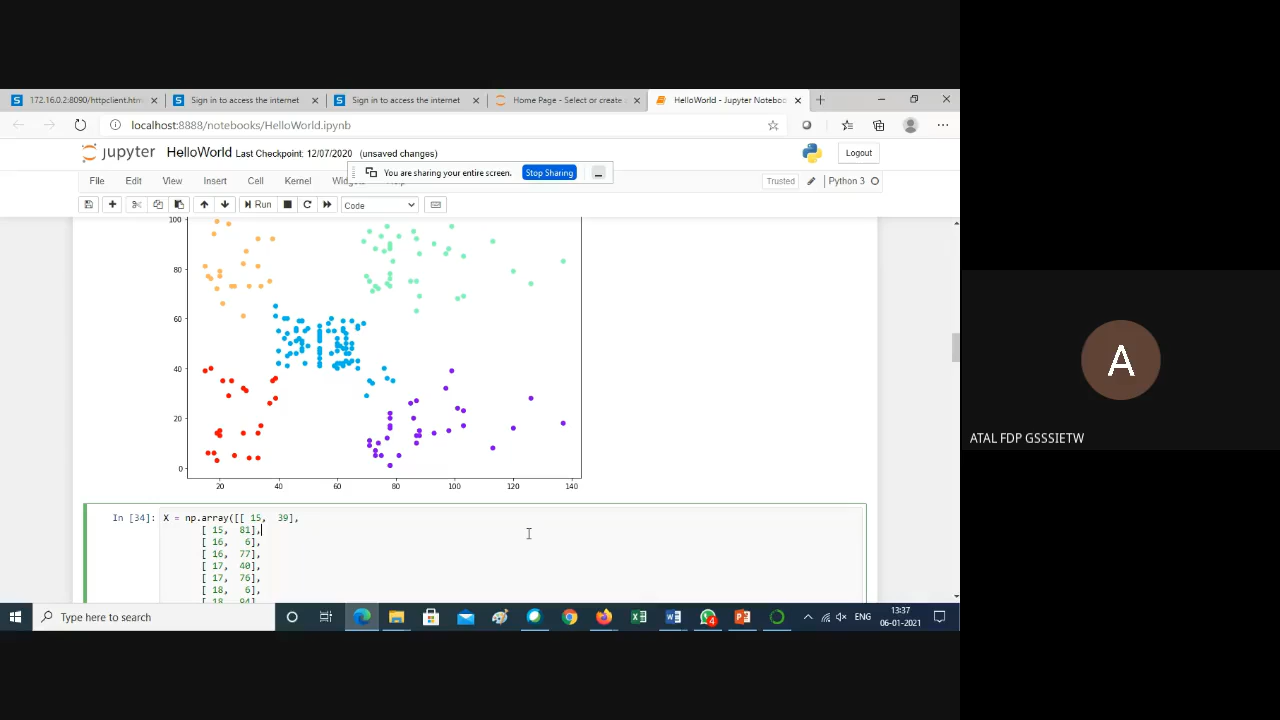 172.16.0.2:8090/httpclient.htm
Sign in to access the internet
Sign in to access the internet
Home Page - Select or create
HelloWorld - Jupyter Noteboo
localhost:8888/notebooks/HelloWorld.ipynb
jupyter HelloWorld Last Checkpoint: 12/07/2020 (unsaved changes)
Logout
You are sharing your entire screen. Stop Sharing
File Edit View Insert Cell Kernel
Trusted Python 3
Run Code
100
80
60
40
20
0
20 40 60 80 100 120 140
In [34]: X = np.array([[ 15, 39],
[ 15, 81],
[ 16, 6],
[ 16, 77],
[ 17, 40],
[ 17, 76],
[ 18, 6],
[ 18, 94]
A
ATAL FDP GSSSIETW
Type here to search
4
ENG
13:37
06-01-2021